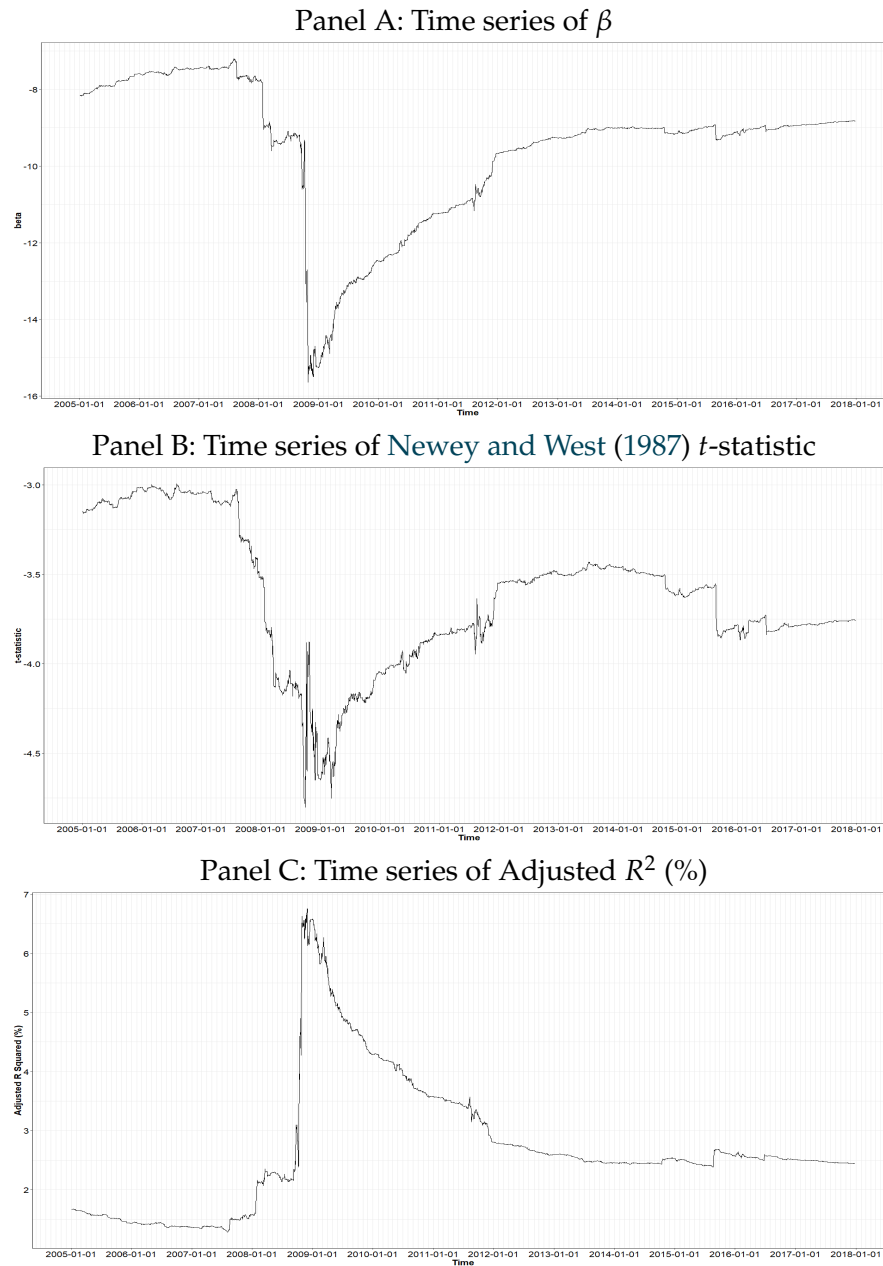 Panel A: Time series of β
-8
-10
-12
-14
-16
beta
2005-01-01 2006-01-01 2007-01-01 2008-01-01 2009-01-01 2010-01-01 2011-01-01 2012-01-01 2013-01-01 2014-01-01 2015-01-01 2016-01-01 2017-01-01 2018-01-01
Time
Panel B: Time series of Newey and West (1987) t-statistic
-3.0
-3.5
-4.0
-4.5
t-statistic
2005-01-01 2006-01-01 2007-01-01 2008-01-01 2009-01-01 2010-01-01 2011-01-01 2012-01-01 2013-01-01 2014-01-01 2015-01-01 2016-01-01 2017-01-01 2018-01-01
Time
Panel C: Time series of Adjusted R² (%)
7
6
5
4
3
2
Adjusted R Squared (%)
2005-01-01 2006-01-01 2007-01-01 2008-01-01 2009-01-01 2010-01-01 2011-01-01 2012-01-01 2013-01-01 2014-01-01 2015-01-01 2016-01-01 2017-01-01 2018-01-01
Time